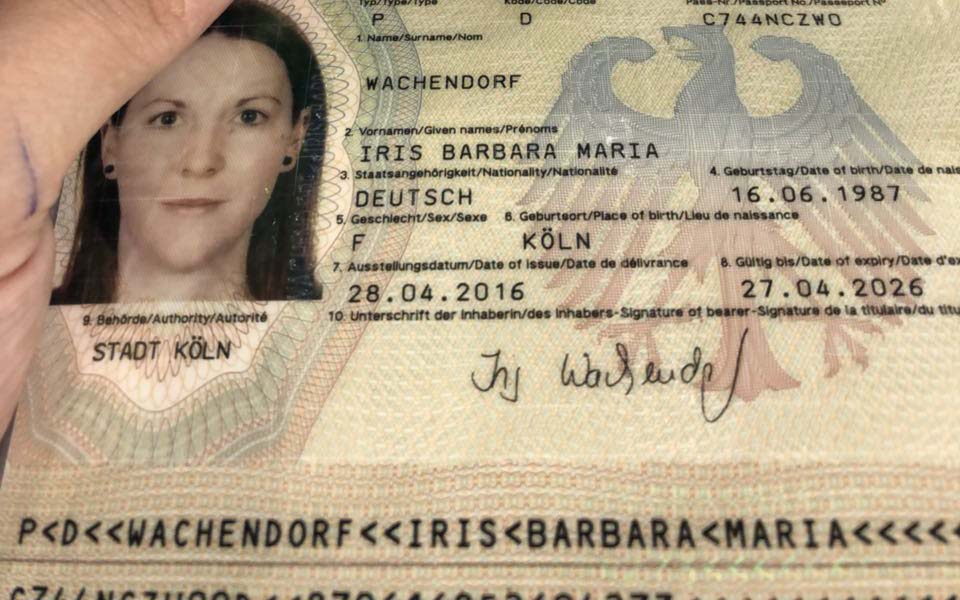 Typ/Type/Type Kode/Code/Code Pass-Nr./Passport No./Passeport N°
P D C744NCZW0
1. Name/Surname/Nom
WACHENDORF
2. Vornamen/Given names/Prénoms
IRIS BARBARA MARIA
3. Staatsangehörigkeit/Nationality/Nationalité 4. Geburtstag/Date of birth/Date de nais
DEUTSCH 16.06.1987
5. Geschlecht/Sex/Sexe 6. Geburtsort/Place of birth/Lieu de naissance
F KÖLN
7. Ausstellungsdatum/Date of issue/Date de délivrance 8. Gültig bis/Date of expiry/Date d'ex
28.04.2016 27.04.2026
9. Behörde/Authority/Autorité 10. Unterschrift der Inhaberin/des Inhabers-Signature of bearer-Signature de la titulaire/du titu
STADT KÖLN
Iris Wachendorf
P<D<<WACHENDORF<<IRIS<BARBARA<MARIA<<<<<